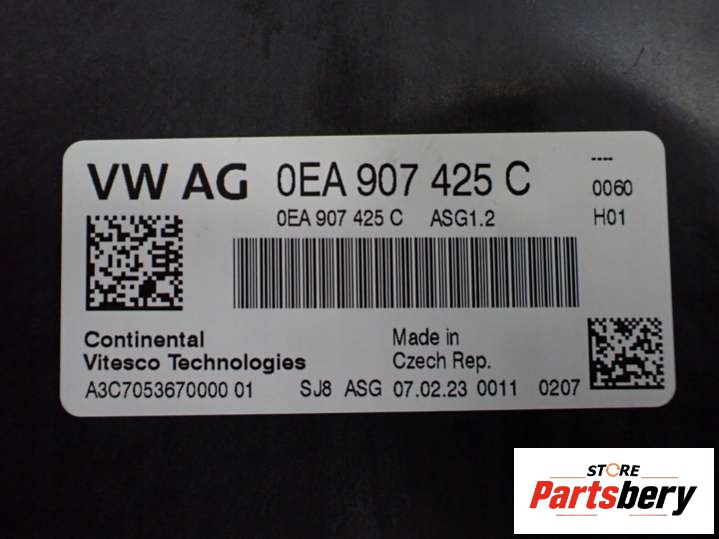 VW AG 0EA 907 425 C ----
0EA 907 425 C ASG1.2 0060
H01
Continental Made in
Vitesco Technologies Czech Rep.
A3C7053670000 01 SJ8 ASG 07.02.23 0011 0207
STORE
Partsbery